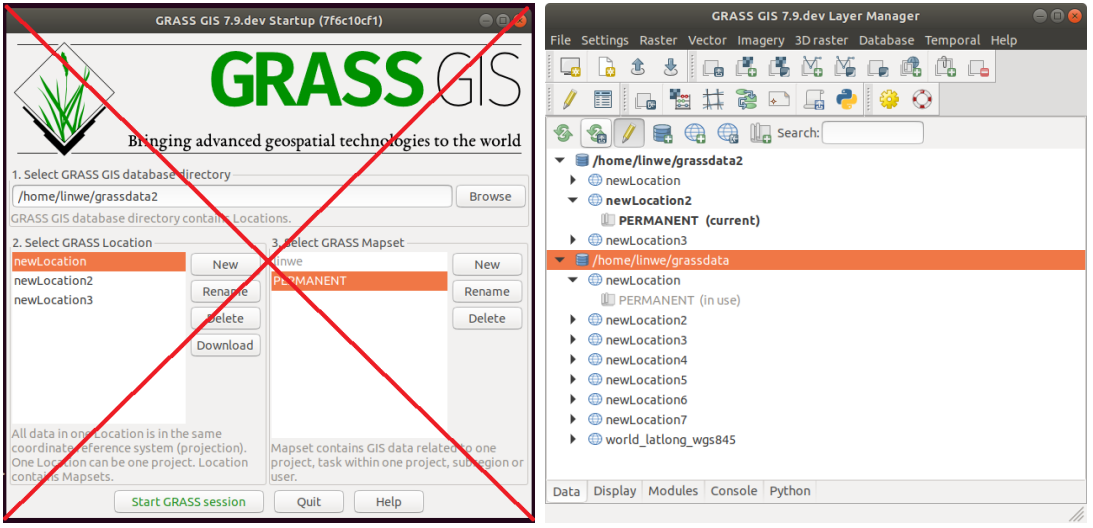 GRASS GIS 7.9.dev Startup (7f6c10cf1)
GRASS GIS
Bringing advanced geospatial technologies to the world
1. Select GRASS GIS database directory
/home/linwe/grassdata2
Browse
GRASS GIS database directory contains Locations.
2. Select GRASS Location
newLocation
newLocation2
newLocation3
New
Rename
Delete
Download
All data in one Location is in the same
coordinate reference system (projection).
One Location can be one project. Location
contains Mapsets.
3. Select GRASS Mapset
linwe
PERMANENT
New
Rename
Delete
Mapset contains GIS data related to one
project, task within one project, subregion or
user.
Start GRASS session
Quit
Help
GRASS GIS 7.9.dev Layer Manager
File Settings Raster Vector Imagery 3D raster Database Temporal Help
Search:
/home/linwe/grassdata2
newLocation
newLocation2
PERMANENT (current)
newLocation3
/home/linwe/grassdata
newLocation
PERMANENT (in use)
newLocation2
newLocation3
newLocation4
newLocation5
newLocation6
newLocation7
world_latlong_wgs845
Data Display Modules Console Python